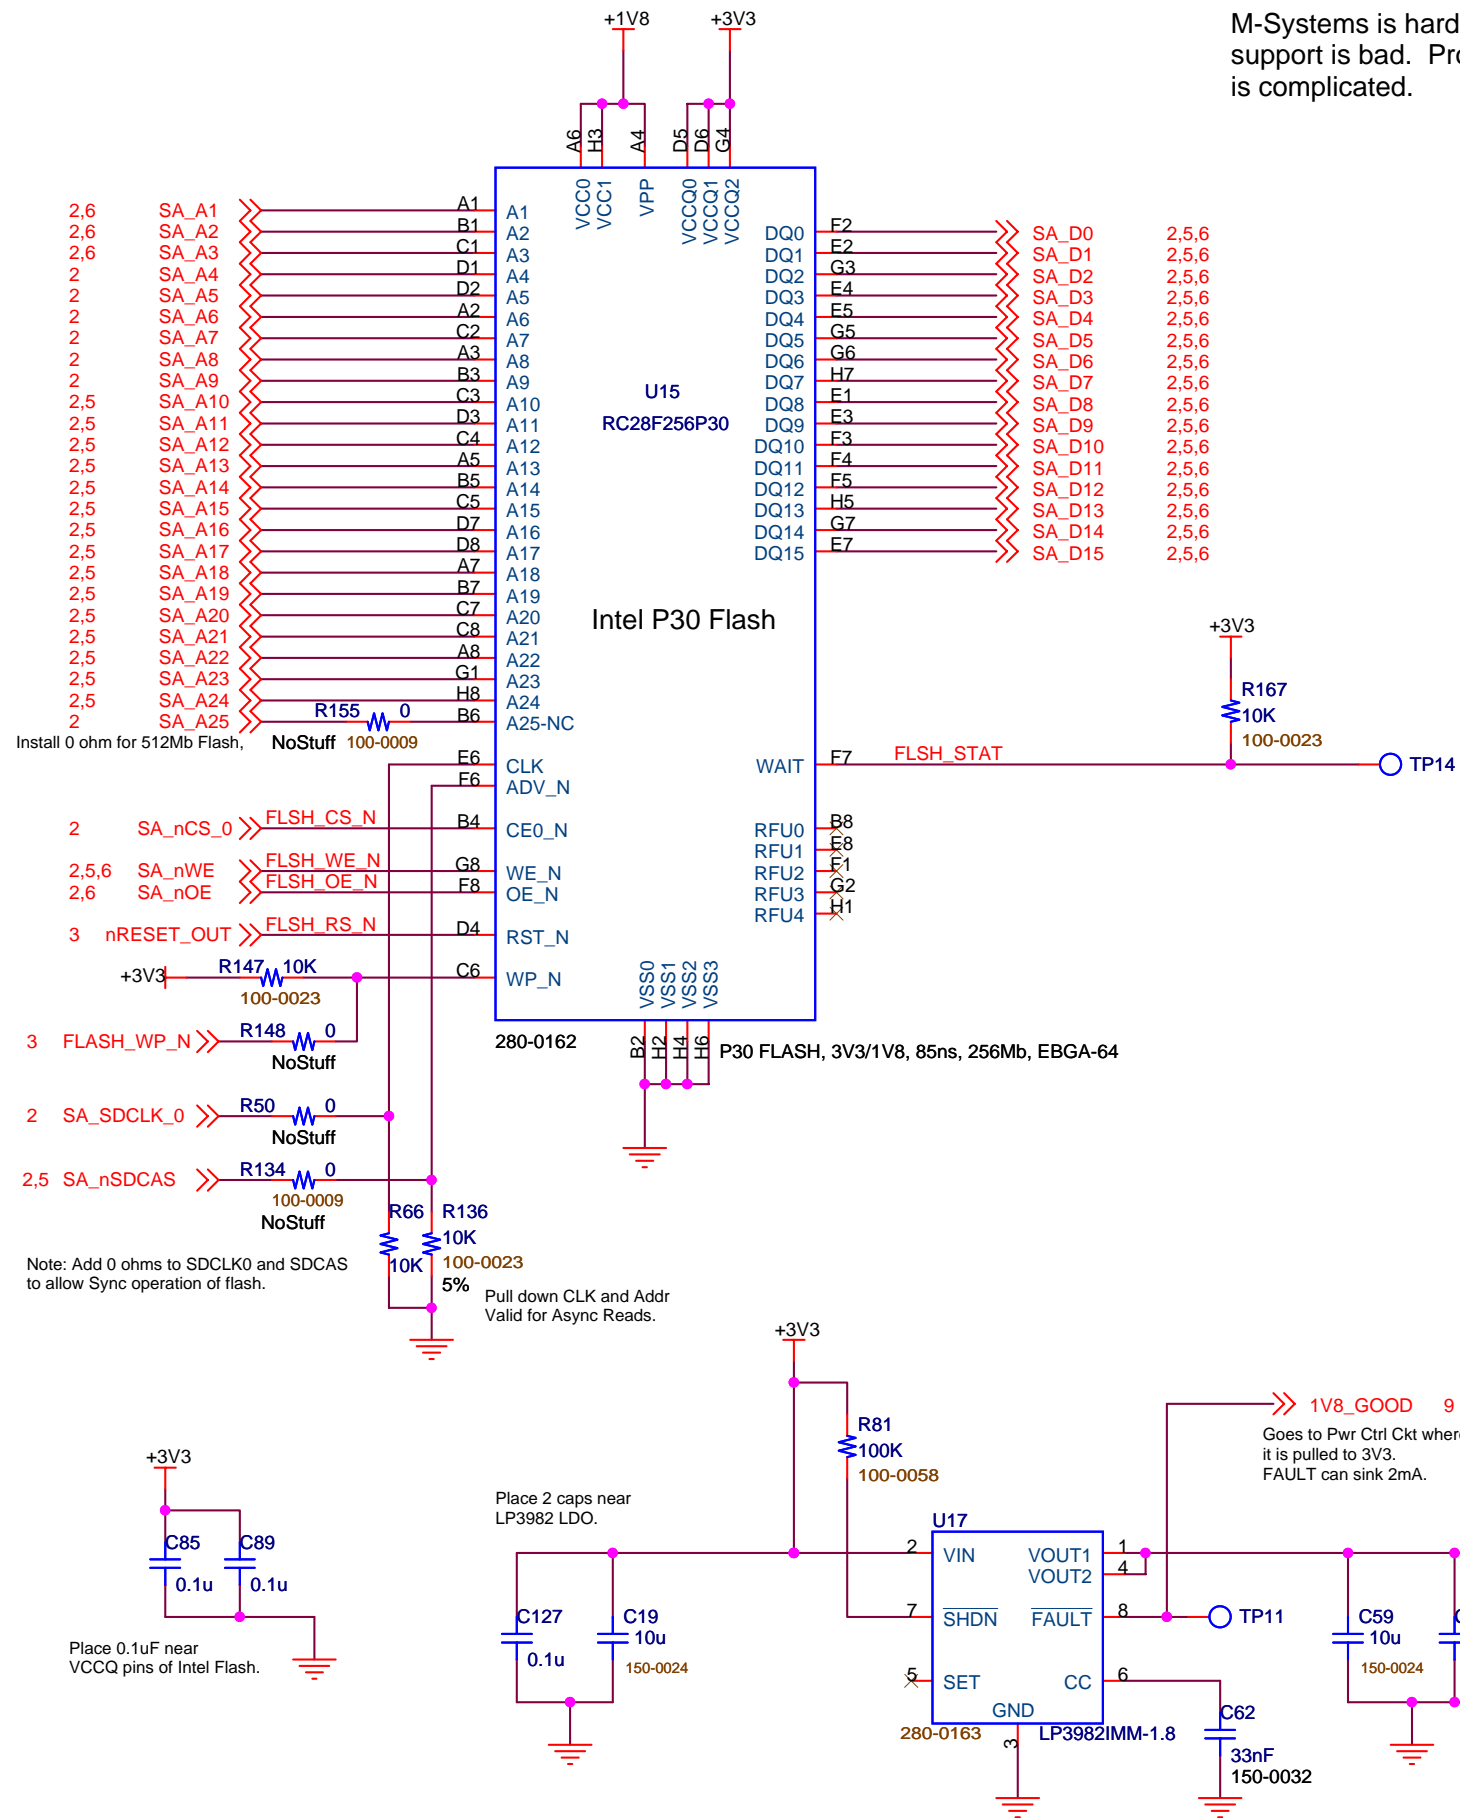 M-Systems is hard
support is bad. Pro
is complicated.
+1V8 +3V3
A6 H3 A4 D5 D6 G4
VCC0 VCC1 VPP VCCQ0 VCCQ1 VCCQ2
2,6 SA_A1 A1 A1
2,6 SA_A2 B1 A2
2,6 SA_A3 C1 A3
2 SA_A4 D1 A4
2 SA_A5 D2 A5
2 SA_A6 A2 A6
2 SA_A7 C2 A7
2 SA_A8 A3 A8
2 SA_A9 B3 A9
2,5 SA_A10 C3 A10
2,5 SA_A11 D3 A11
2,5 SA_A12 C4 A12
2,5 SA_A13 A5 A13
2,5 SA_A14 B5 A14
2,5 SA_A15 C5 A15
2,5 SA_A16 D7 A16
2,5 SA_A17 D8 A17
2,5 SA_A18 A7 A18
2,5 SA_A19 B7 A19
2,5 SA_A20 C7 A20
2,5 SA_A21 C8 A21
2,5 SA_A22 A8 A22
2,5 SA_A23 G1 A23
2,5 SA_A24 H8 A24
2 SA_A25 R155 0 B6 A25-NC
Install 0 ohm for 512Mb Flash, NoStuff 100-0009
DQ0 F2 SA_D0 2,5,6
DQ1 E2 SA_D1 2,5,6
DQ2 G3 SA_D2 2,5,6
DQ3 E4 SA_D3 2,5,6
DQ4 E5 SA_D4 2,5,6
DQ5 G5 SA_D5 2,5,6
DQ6 G6 SA_D6 2,5,6
DQ7 H7 SA_D7 2,5,6
DQ8 E1 SA_D8 2,5,6
DQ9 E3 SA_D9 2,5,6
DQ10 F3 SA_D10 2,5,6
DQ11 F4 SA_D11 2,5,6
DQ12 F5 SA_D12 2,5,6
DQ13 H5 SA_D13 2,5,6
DQ14 G7 SA_D14 2,5,6
DQ15 E7 SA_D15 2,5,6
U15
RC28F256P30
Intel P30 Flash
+3V3
R167
10K
100-0023
WAIT F7 FLSH_STAT TP14
E6 CLK
F6 ADV_N
2 SA_nCS_0 FLSH_CS_N B4 CE0_N
2,5,6 SA_nWE FLSH_WE_N G8 WE_N
2,6 SA_nOE FLSH_OE_N F8 OE_N
3 nRESET_OUT FLSH_RS_N D4 RST_N
+3V3 R147 10K C6 WP_N
100-0023
RFU0 B8
RFU1 E8
RFU2 F1
RFU3 G2
RFU4 H1
VSS0 VSS1 VSS2 VSS3
B2 H2 H4 H6
280-0162
P30 FLASH, 3V3/1V8, 85ns, 256Mb, EBGA-64
3 FLASH_WP_N R148 0
NoStuff
2 SA_SDCLK_0 R50 0
NoStuff
2,5 SA_nSDCAS R134 0
100-0009
NoStuff
R66
10K
R136
10K
100-0023
5%
Note: Add 0 ohms to SDCLK0 and SDCAS
to allow Sync operation of flash.
Pull down CLK and Addr
Valid for Async Reads.
+3V3
C85 C89
0.1u 0.1u
Place 0.1uF near
VCCQ pins of Intel Flash.
+3V3
R81
100K
100-0058
1V8_GOOD 9
Goes to Pwr Ctrl Ckt where
it is pulled to 3V3.
FAULT can sink 2mA.
Place 2 caps near
LP3982 LDO.
U17
2 VIN VOUT1 1
VOUT2 4
7 SHDN FAULT 8 TP11
5 SET CC 6
GND
3
280-0163 LP3982IMM-1.8
C127
0.1u
C19
10u
150-0024
C62
33nF
150-0032
C59
10u
150-0024